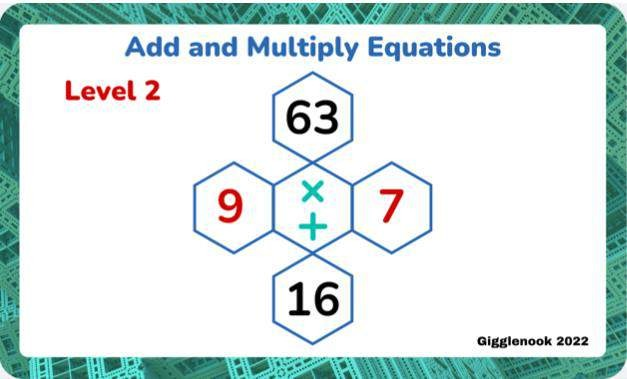 Add and Multiply Equations
Level 2
63
9 × 7
+
16
Gigglenook 2022